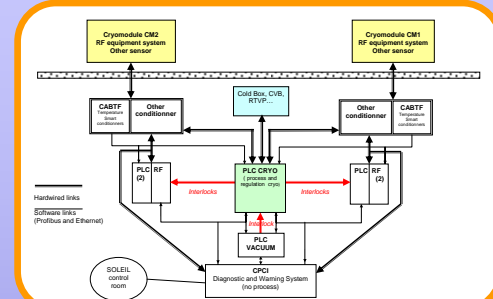 Cryomodule CM2
RF equipment system
Other sensor
Cryomodule CM1
RF equipment system
Other sensor
Cold Box, CVB,
RTVP…
CABTF
Temperature
Smart
conditionners
Other
conditionner
Other
conditionner
CABTF
Temperature
Smart
conditionners
PLC
(2)
RF
PLC CRYO
( process and
regulation cryo)
PLC
RF
(2)
Interlocks
Interlocks
Interlock
Hardwired links
Software links
(Profibus and Ethernet)
PLC
VACUUM
SOLEIL
control
room
CPCI
Diagnostic and Warning System
(no process)